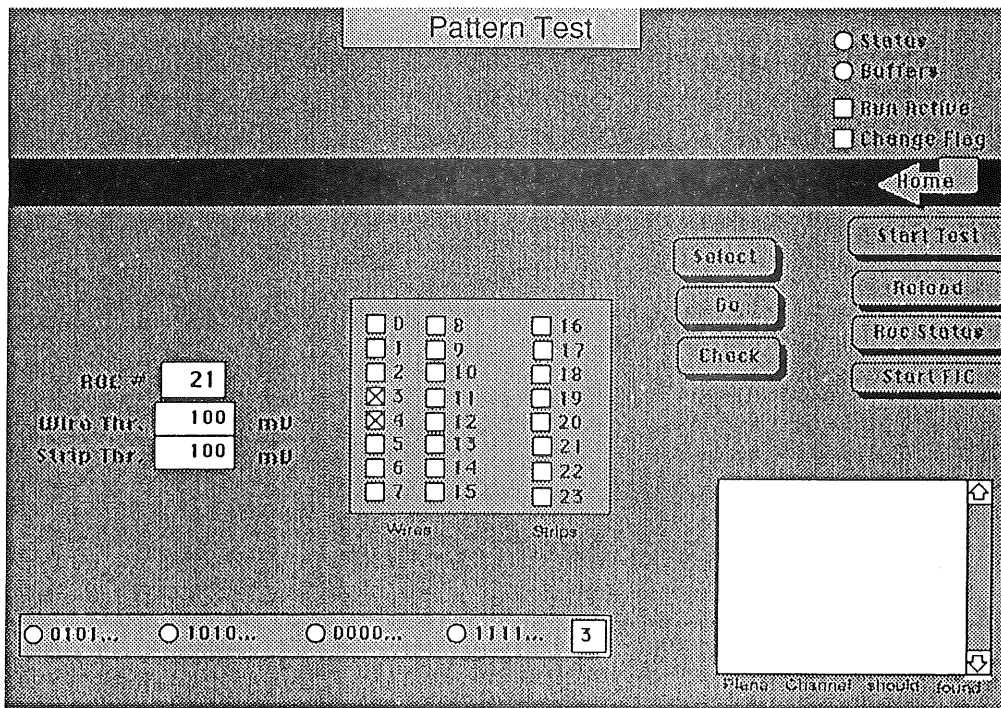 Pattern Test
Status
Buffers
Run Active
Change Flag
Home
Start Test
Select
Reload
Go
Roc Status
Check
Start FIC
ROC # 21
Wire Thr. 100 mV
Strip Thr. 100 mV
0 8 16
1 9 17
2 10 18
3 11 19
4 12 20
5 13 21
6 14 22
7 15 23
Wires Strips
0101... 1010... 0000... 1111... 3
Plane Channel should found